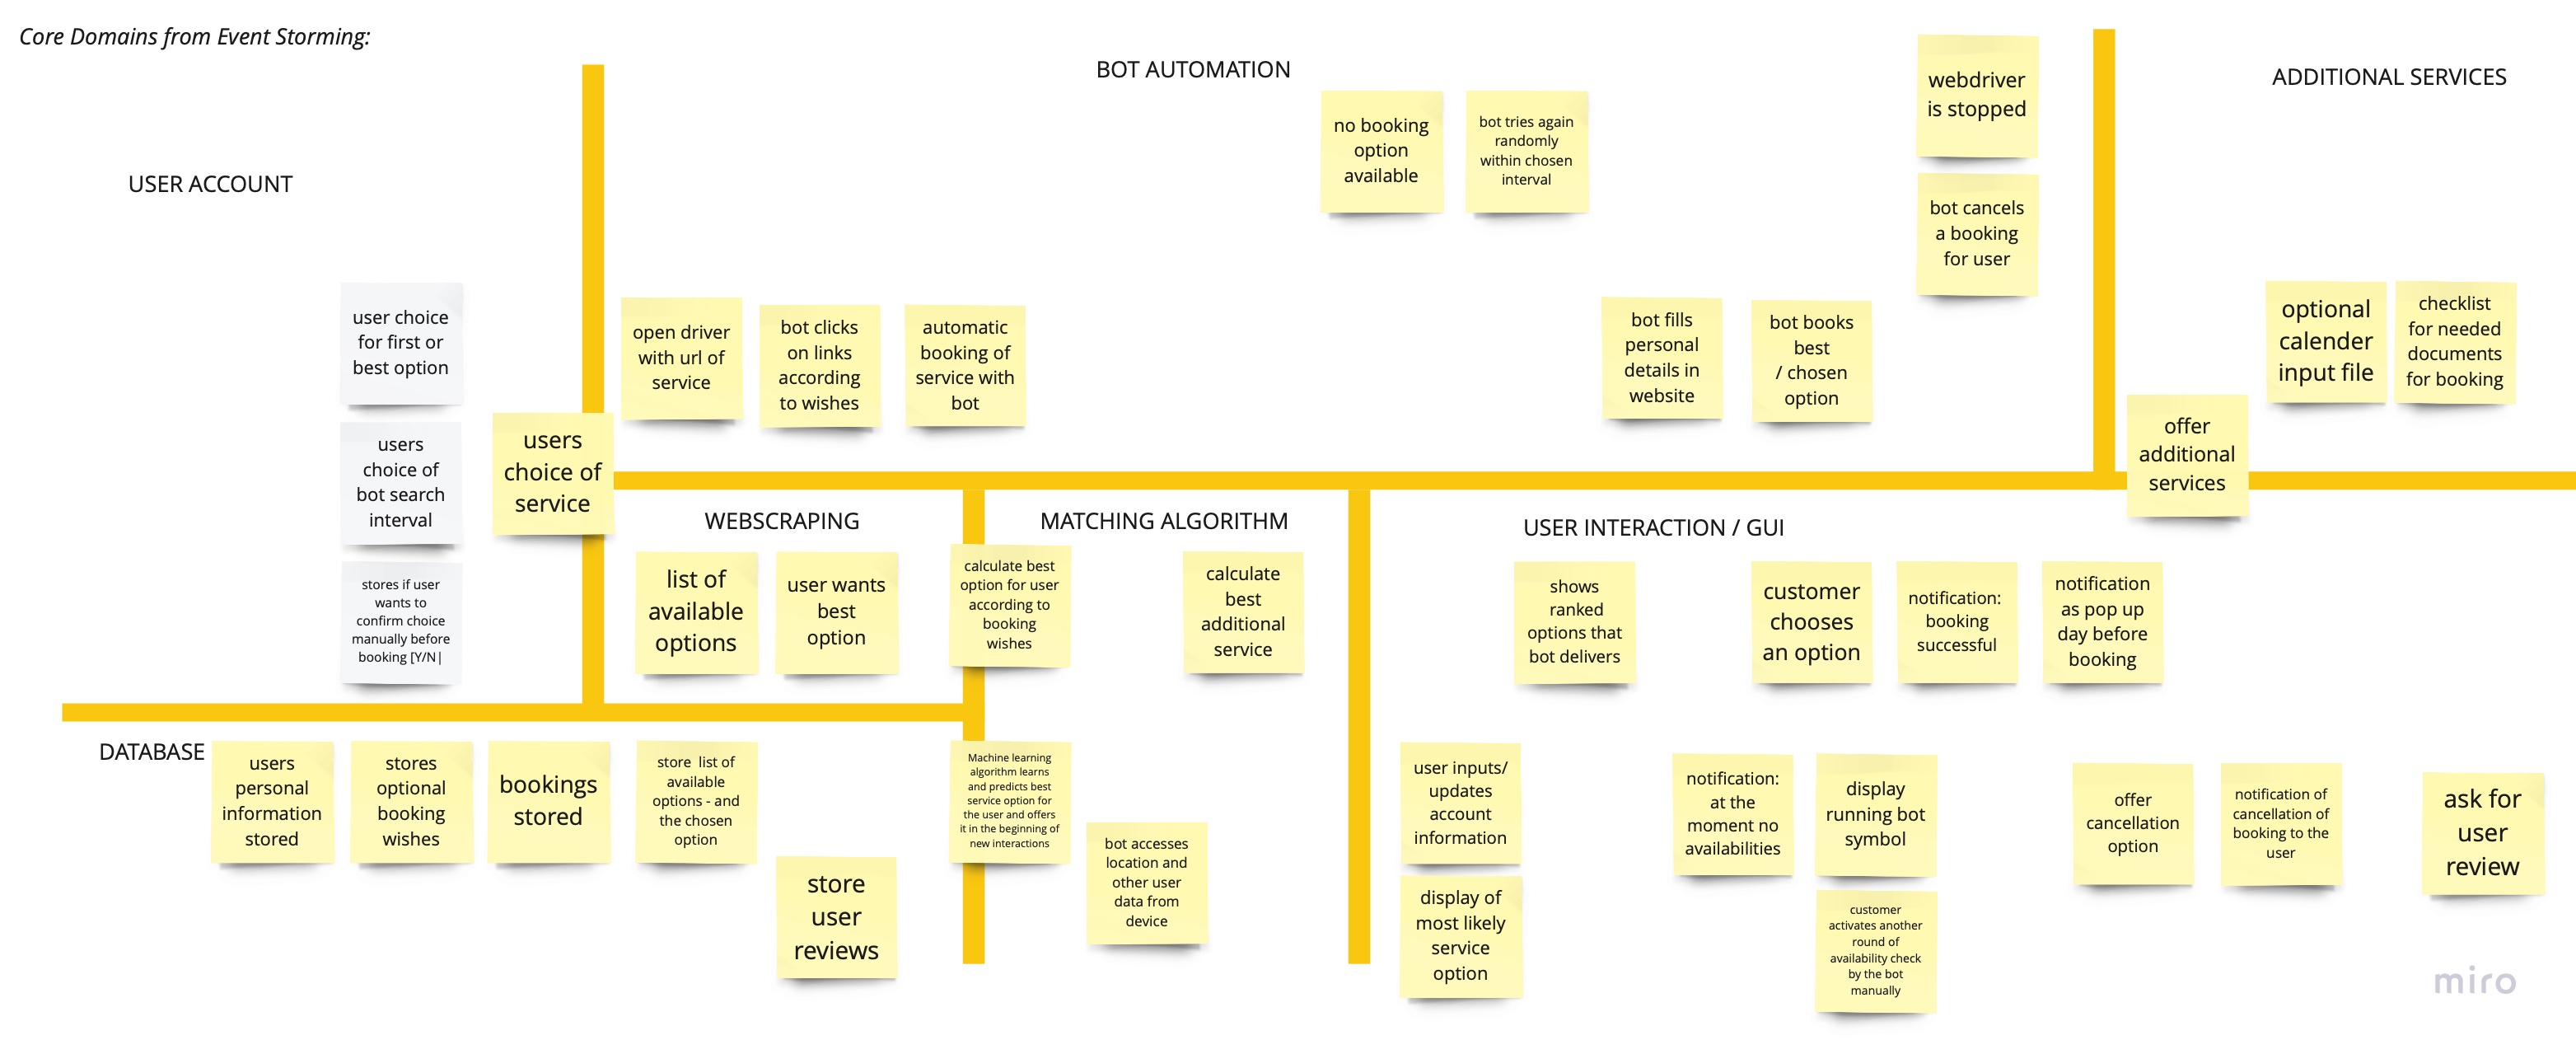 Core Domains from Event Storming:
USER ACCOUNT
user choice
for first or
best option
users
choice of
bot search
interval
stores if user
wants to
confirm choice
manually before
booking [Y/N|
users
choice of
service
BOT AUTOMATION
open driver
with url of
service
bot clicks
on links
according
to wishes
automatic
booking of
service with
bot
no booking
option
available
bot tries again
randomly
within chosen
interval
bot fills
personal
details in
website
bot books
best
/ chosen
option
webdriver
is stopped
bot cancels
a booking
for user
ADDITIONAL SERVICES
optional
calender
input file
checklist
for needed
documents
for booking
offer
additional
services
WEBSCRAPING
list of
available
options
user wants
best
option
MATCHING ALGORITHM
calculate best
option for user
according to
booking
wishes
calculate
best
additional
service
Machine learning
algorithm learns
and predicts best
service option for
the user and offers
it in the beginning of
new interactions
bot accesses
location and
other user
data from
device
USER INTERACTION / GUI
shows
ranked
options that
bot delivers
customer
chooses
an option
notification:
booking
successful
notification
as pop up
day before
booking
user inputs/
updates
account
information
display of
most likely
service
option
notification:
at the
moment no
availabilities
display
running bot
symbol
customer
activates another
round of
availability check
by the bot
manually
offer
cancellation
option
notification of
cancellation of
booking to the
user
ask for
user
review
DATABASE
users
personal
information
stored
stores
optional
booking
wishes
bookings
stored
store list of
available
options - and
the chosen
option
store
user
reviews
miro